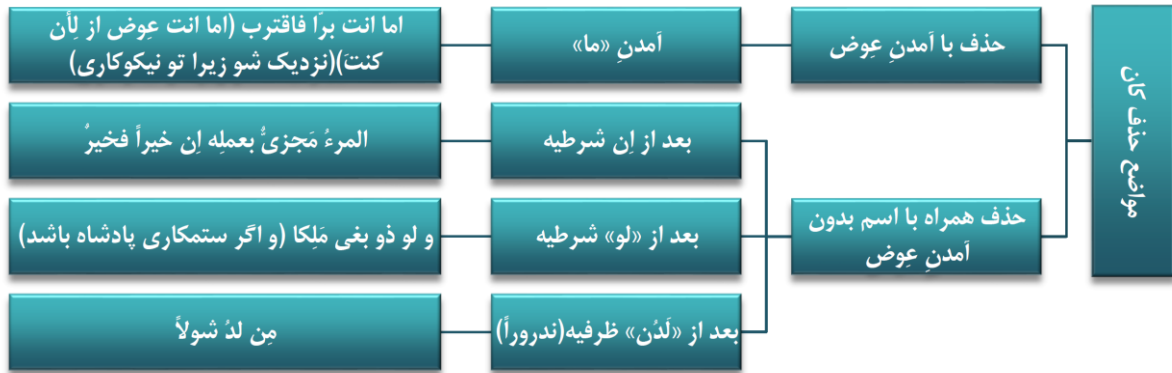 مواضع حذف کان
حذف با آمدنِ عِوض
آمدنِ «ما»
اما انت برّا فاقترب (اما انت عِوض از لِأن
کنتَ)(نزدیک شو زیرا تو نیکوکاری)
حذف همراه با اسم بدون
آمدنِ عِوض
بعد از اِن شرطیه
المرءُ مَجزیُّ بعملِه اِن خیراً فخیرُ
بعد از «لو» شرطیه
و لو ذو بغی مَلِکا (و اگر ستمکاری پادشاه باشد)
بعد از «لَدُن» ظرفیه(ندروراً)
مِن لدُ شولاً